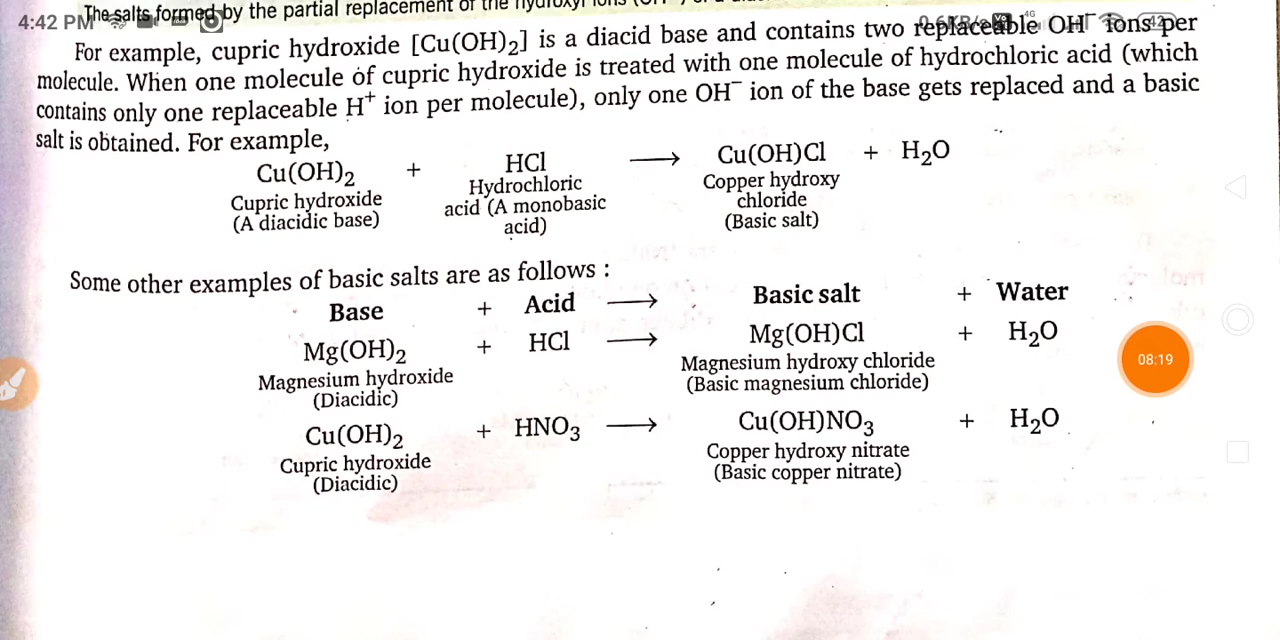 4:42 PM
The salts formed by the partial replacement of the hydroxyl ions (OH
For example, cupric hydroxide [Cu(OH)₂] is a diacid base and contains two replaceable OH⁻ ions per
molecule. When one molecule of cupric hydroxide is treated with one molecule of hydrochloric acid (which
contains only one replaceable H⁺ ion per molecule), only one OH⁻ ion of the base gets replaced and a basic
salt is obtained. For example,
Cu(OH)₂ + HCl ⟶ Cu(OH)Cl + H₂O
Cupric hydroxide Hydrochloric Copper hydroxy
(A diacidic base) acid (A monobasic chloride
acid) (Basic salt)
Some other examples of basic salts are as follows :
Base + Acid ⟶ Basic salt + Water
Mg(OH)₂ + HCl ⟶ Mg(OH)Cl + H₂O
Magnesium hydroxide Magnesium hydroxy chloride
(Diacidic) (Basic magnesium chloride)
08:19
Cu(OH)₂ + HNO₃ ⟶ Cu(OH)NO₃ + H₂O
Cupric hydroxide Copper hydroxy nitrate
(Diacidic) (Basic copper nitrate)